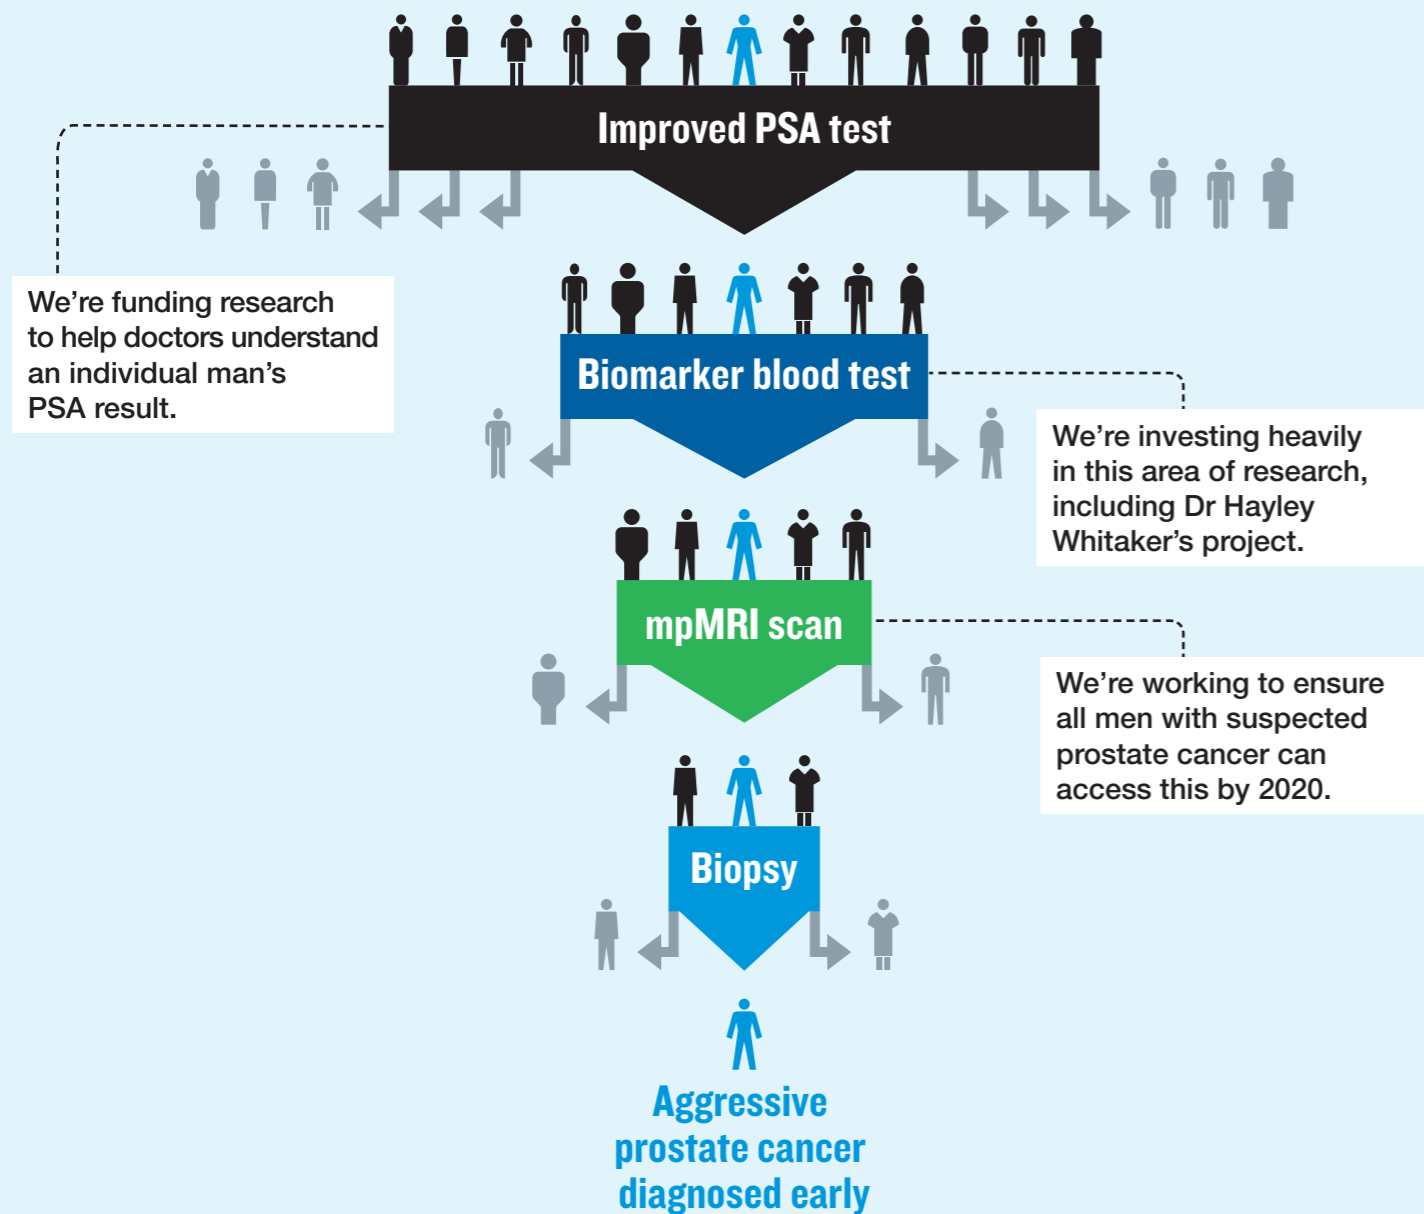 Improved PSA test
We’re funding research
to help doctors understand
an individual man’s
PSA result.
Biomarker blood test
We’re investing heavily
in this area of research,
including Dr Hayley
Whitaker’s project.
mpMRI scan
We’re working to ensure
all men with suspected
prostate cancer can
access this by 2020.
Biopsy
Aggressive
prostate cancer
diagnosed early